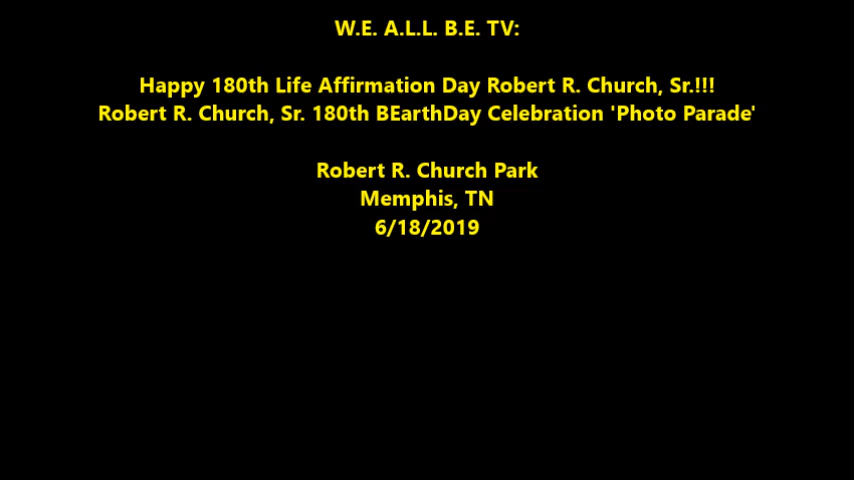 W.E. A.L.L. B.E. TV:
Happy 180th Life Affirmation Day Robert R. Church, Sr.!!!
Robert R. Church, Sr. 180th BEarthDay Celebration 'Photo Parade'
Robert R. Church Park
Memphis, TN
6/18/2019